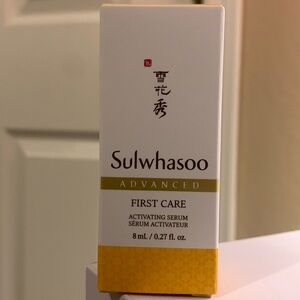 雪
花
秀
Sulwhasoo
ADVANCED
FIRST CARE
ACTIVATING SERUM
SÉRUM ACTIVATEUR
8 ml / 0.27 fl. oz.